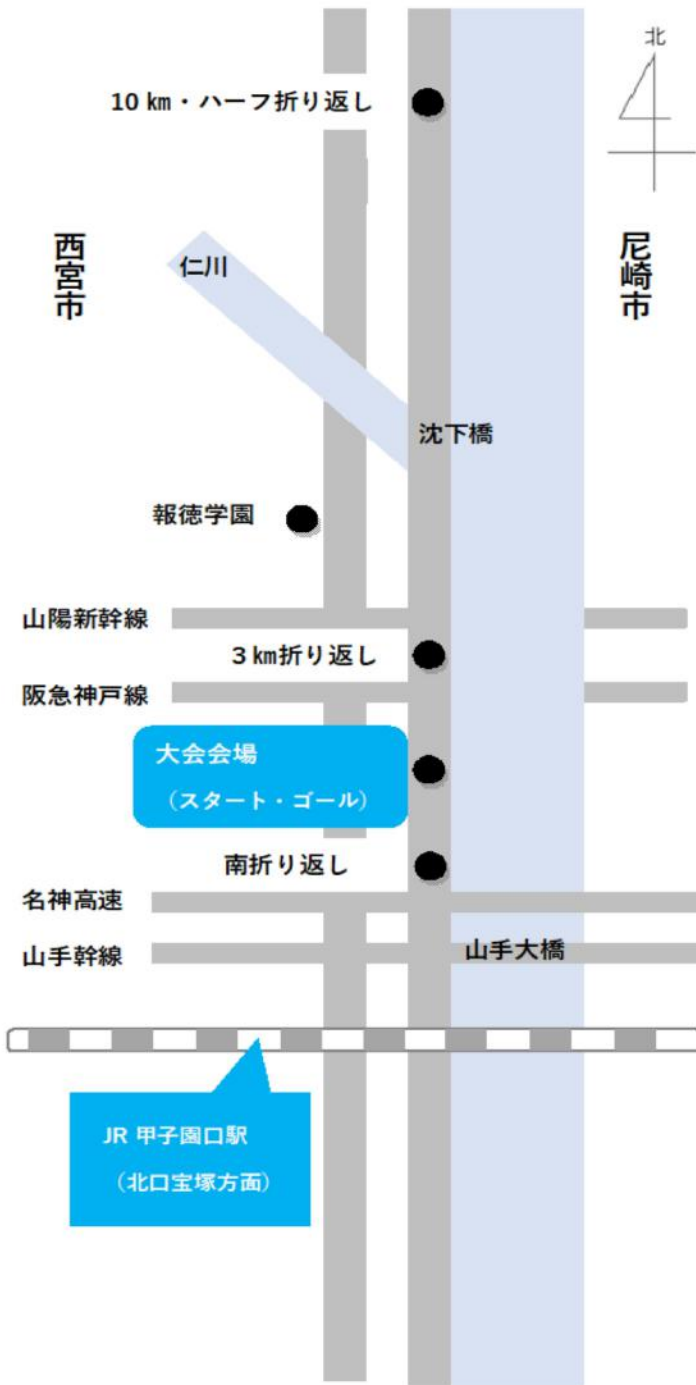 北
10 ㎞・ハーフ折り返し
西宮市
尼崎市
仁川
沈下橋
報徳学園
山陽新幹線
3 ㎞折り返し
阪急神戸線
大会会場
（スタート・ゴール）
南折り返し
名神高速
山手幹線
山手大橋
JR 甲子園口駅
（北口宝塚方面）